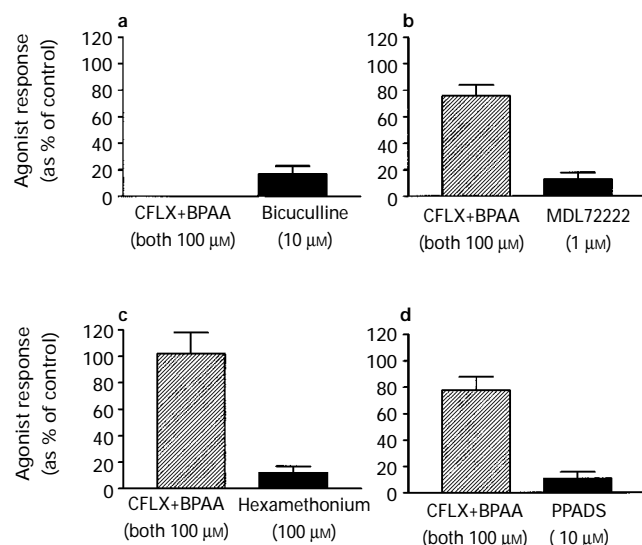 a
Agonist response
(as % of control)
120
100
80
60
40
20
0
CFLX+BPAA
(both 100 µM)
Bicuculline
(10 µM)
b
120
100
80
60
40
20
0
CFLX+BPAA
(both 100 µM)
MDL72222
(1 µM)
c
Agonist response
(as % of control)
120
100
80
60
40
20
0
CFLX+BPAA
(both 100 µM)
Hexamethonium
(100 µM)
d
120
100
80
60
40
20
0
CFLX+BPAA
(both 100 µM)
PPADS
( 10 µM)